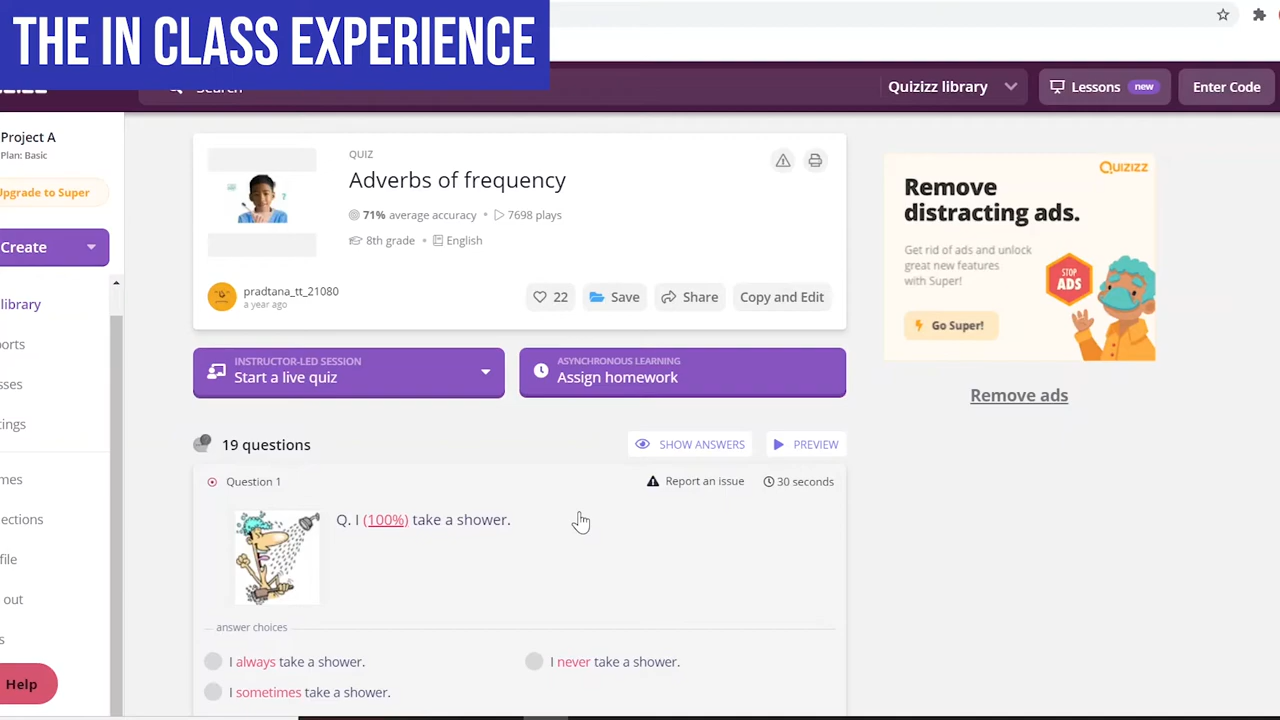 THE IN CLASS EXPERIENCE
Search
Quizizz library
Lessons new
Enter Code
Project A
Plan: Basic
Upgrade to Super
Create
library
ports
sses
tings
mes
ections
file
out
s
Help
QUIZ
Adverbs of frequency
71% average accuracy • 7698 plays
8th grade • English
pradtana_tt_21080
a year ago
22
Save
Share
Copy and Edit
INSTRUCTOR-LED SESSION
Start a live quiz
ASYNCHRONOUS LEARNING
Assign homework
19 questions
SHOW ANSWERS
PREVIEW
Question 1
Report an issue
30 seconds
Q. I (100%) take a shower.
answer choices
I always take a shower.
I never take a shower.
I sometimes take a shower.
QUIZIZZ
Remove
distracting ads.
Get rid of ads and unlock
great new features
with Super!
STOP
ADS
Go Super!
Remove ads